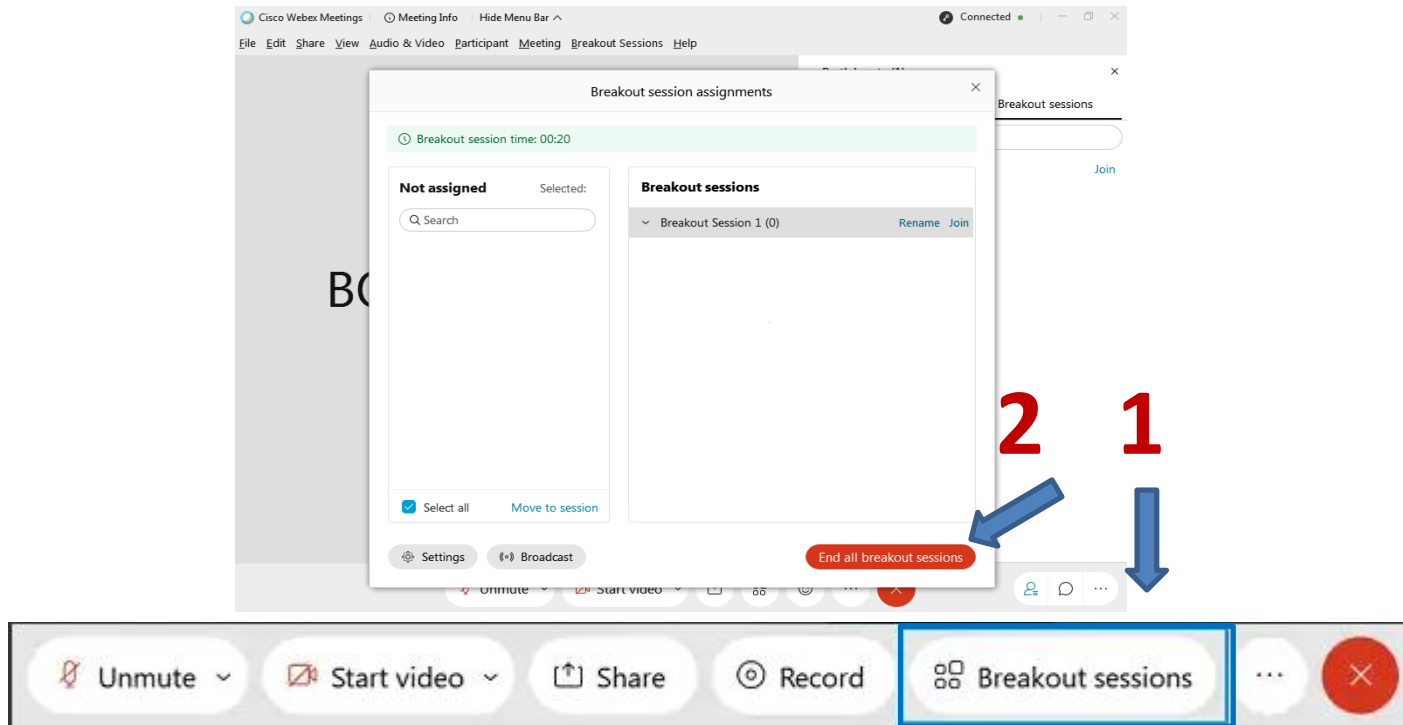 Cisco Webex Meetings Meeting Info Hide Menu Bar Connected
File Edit Share View Audio & Video Participant Meeting Breakout Sessions Help
Breakout session assignments
Breakout sessions
Breakout session time: 00:20
Join
Not assigned Selected:
Breakout sessions
Search
Breakout Session 1 (0) Rename Join
BO
2 1
Select all Move to session
Settings Broadcast End all breakout sessions
Unmute Start video
Unmute Start video Share Record Breakout sessions